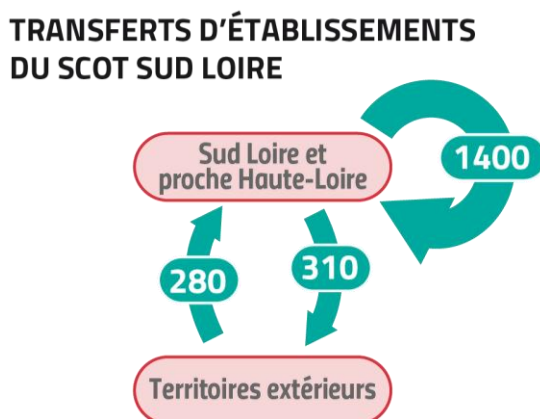 TRANSFERTS D’ÉTABLISSEMENTS
DU SCOT SUD LOIRE
Sud Loire et
proche Haute-Loire
1400
280
310
Territoires extérieurs